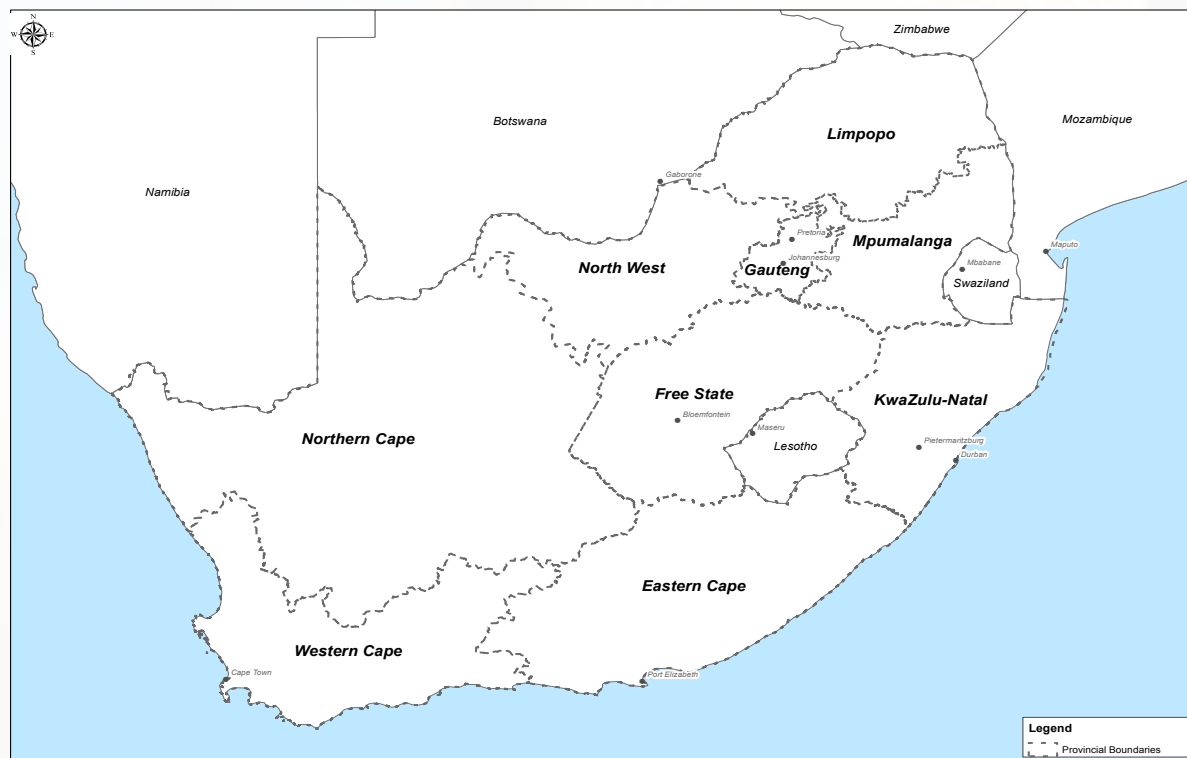 N
W E
S
Zimbabwe
Botswana
Limpopo
Mozambique
Gaborone
Namibia
Pretoria
Mpumalanga
Maputo
North West
Johannesburg
Gauteng
Mbabane
Swaziland
Free State
KwaZulu-Natal
Bloemfontein
Maseru
Northern Cape
Lesotho
Pietermaritzburg
Durban
Eastern Cape
Western Cape
Cape Town
Port Elizabeth
Legend
Provincial Boundaries